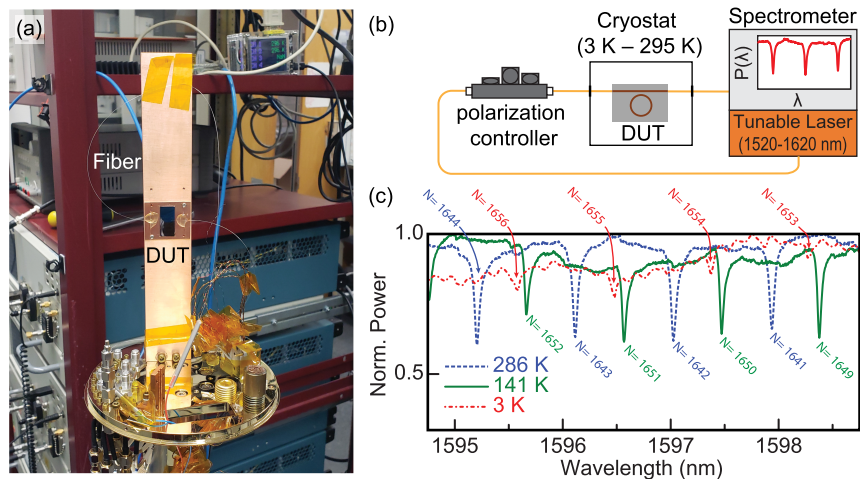 (a)
Fiber
DUT
(b)
Cryostat
(3 K – 295 K)
Spectrometer
P(λ)
λ
polarization
controller
DUT
Tunable Laser
(1520-1620 nm)
(c)
N= 1644
N= 1656
N= 1655
N= 1654
N= 1653
1.0
0.5
Norm. Power
N= 1652
N= 1643
N= 1651
N= 1642
N= 1650
N= 1641
N= 1649
286 K
141 K
3 K
1595
1596
1597
1598
Wavelength (nm)